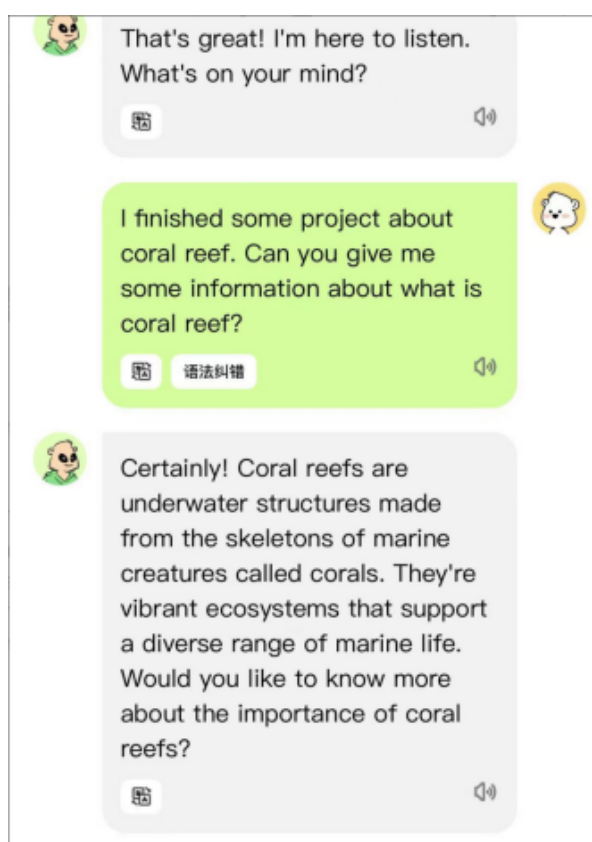 That's great! I'm here to listen.
What's on your mind?
I finished some project about
coral reef. Can you give me
some information about what is
coral reef?
语法纠错
Certainly! Coral reefs are
underwater structures made
from the skeletons of marine
creatures called corals. They're
vibrant ecosystems that support
a diverse range of marine life.
Would you like to know more
about the importance of coral
reefs?